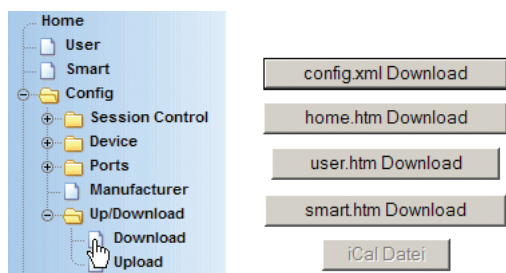 Home
User
Smart
Config
Session Control
Device
Ports
Manufacturer
Up/Download
Download
Upload
config.xml Download
home.htm Download
user.htm Download
smart.htm Download
iCal Datei